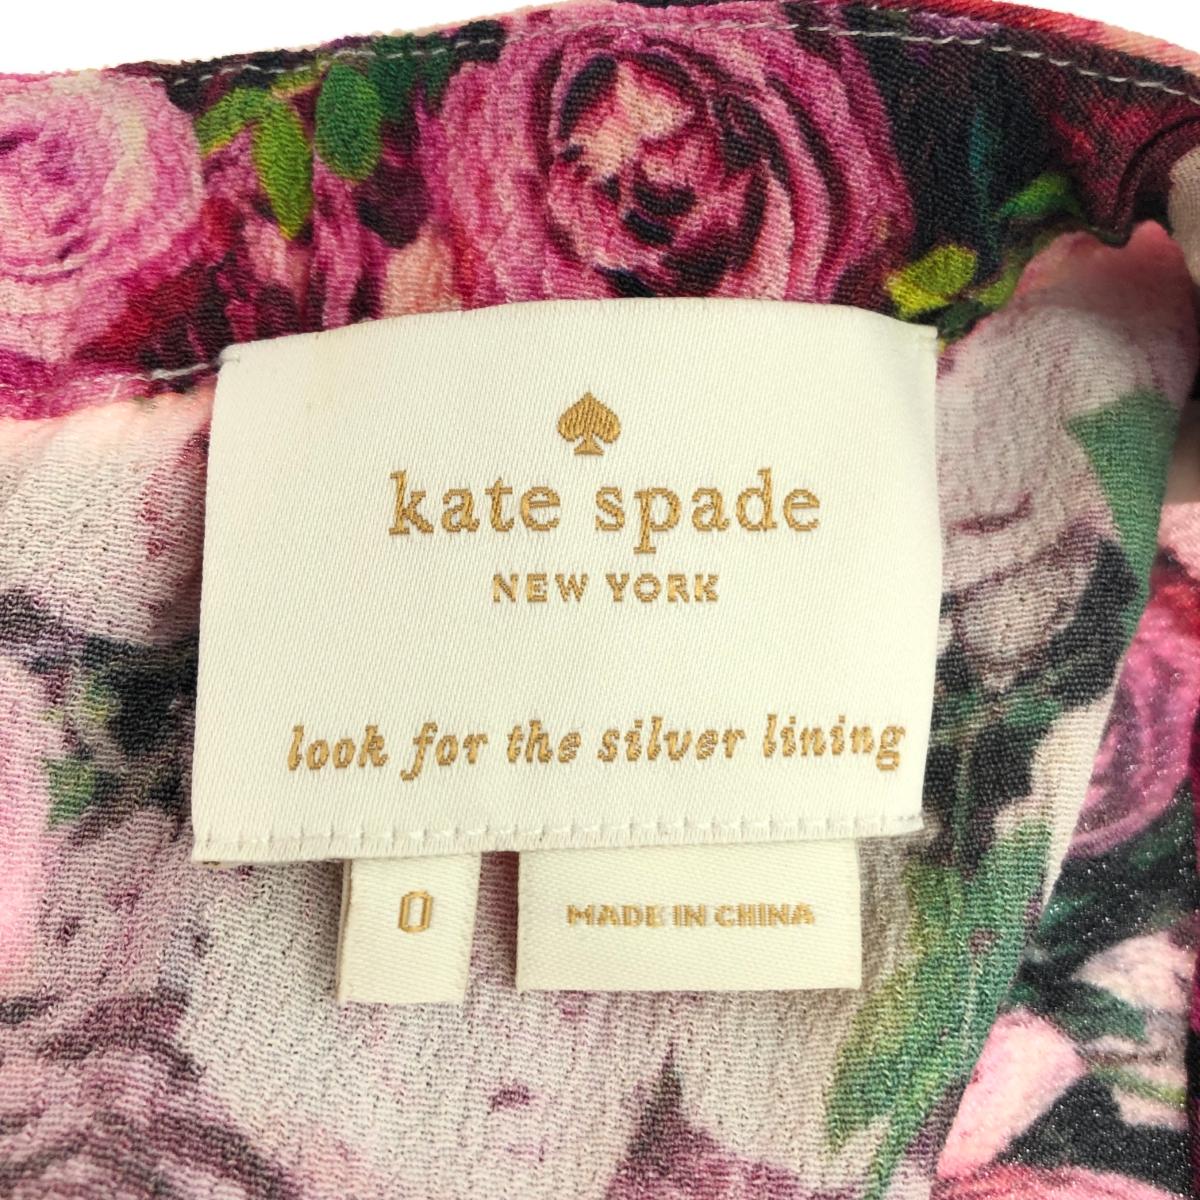 kate spade
NEW YORK
look for the silver lining
0
MADE IN CHINA